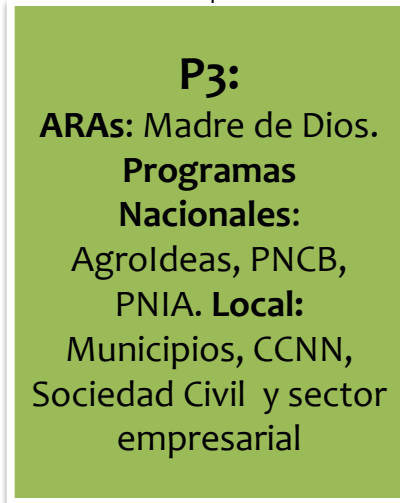 P3:
ARAs: Madre de Dios.
Programas
Nacionales:
AgroIdeas, PNCB,
PNIA. Local:
Municipios, CCNN,
Sociedad Civil y sector
empresarial